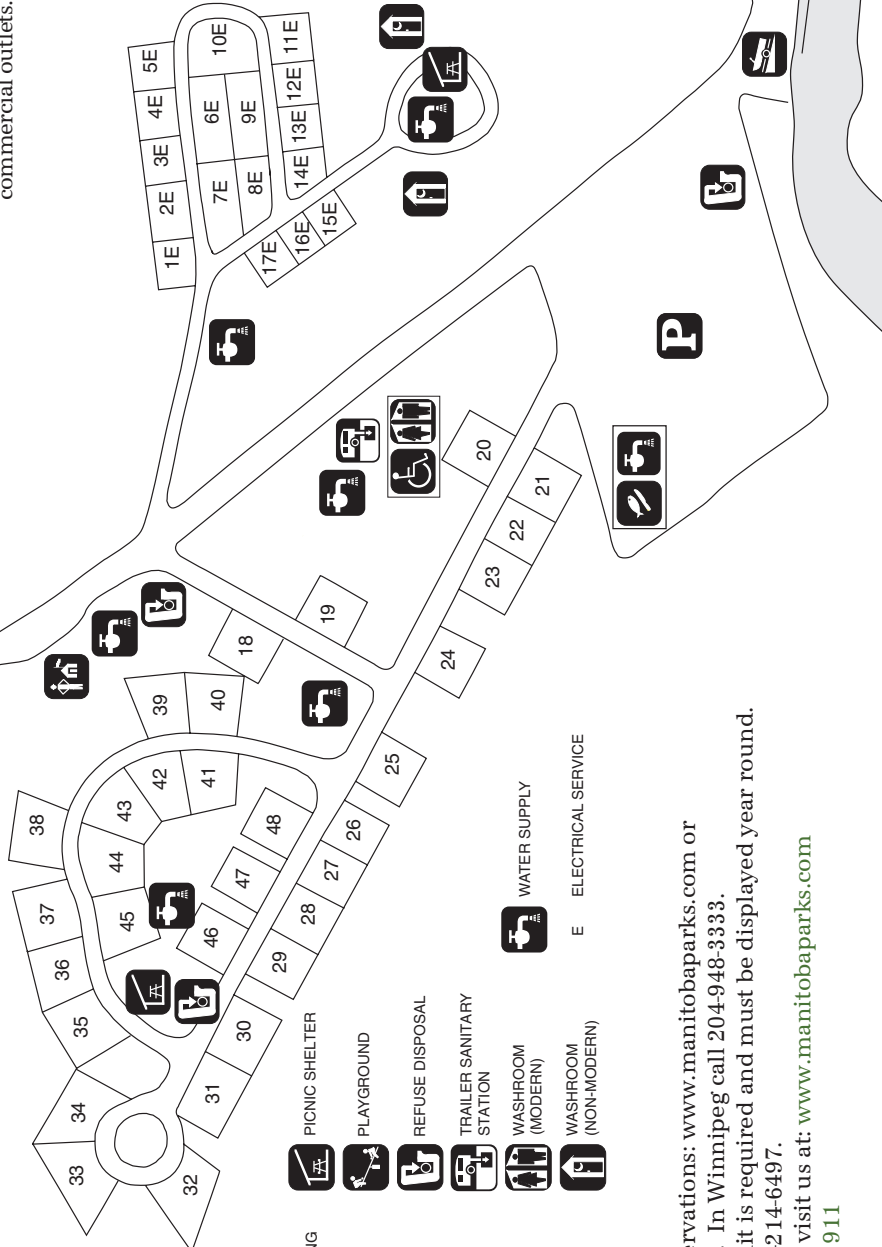 commercial outlets.
1E
2E
3E
4E
5E
6E
7E
8E
9E
10E
11E
12E
13E
14E
15E
16E
17E
P
18
19
20
21
22
23
24
25
26
27
28
29
30
31
32
33
34
35
36
37
38
39
40
41
42
43
44
45
46
47
48
NG
PICNIC SHELTER
PLAYGROUND
REFUSE DISPOSAL
TRAILER SANITARY
STATION
WASHROOM
(MODERN)
WASHROOM
(NON-MODERN)
WATER SUPPLY
E ELECTRICAL SERVICE
ervations: www.manitobaparks.com or
. In Winnipeg call 204-948-3333.
it is required and must be displayed year round.
-214-6497.
visit us at: www.manitobaparks.com
911